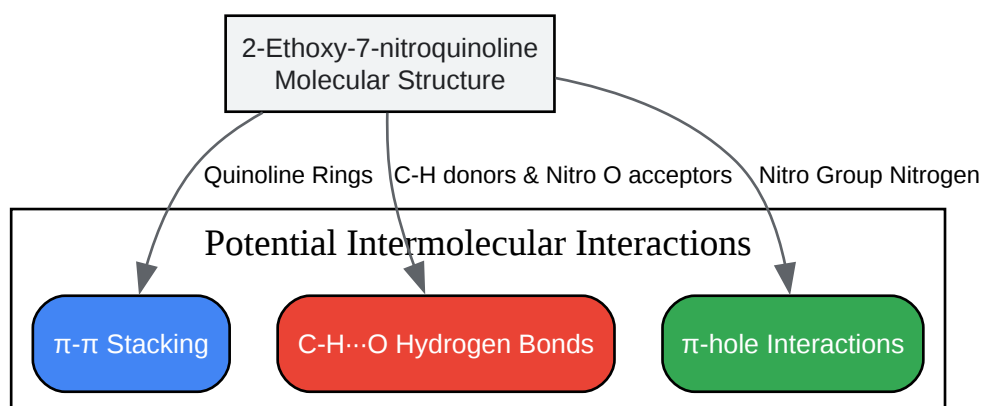 2-Ethoxy-7-nitroquinoline
Molecular Structure
Quinoline Rings
C-H donors & Nitro O acceptors
Nitro Group Nitrogen
Potential Intermolecular Interactions
π-π Stacking
C-H···O Hydrogen Bonds
π-hole Interactions